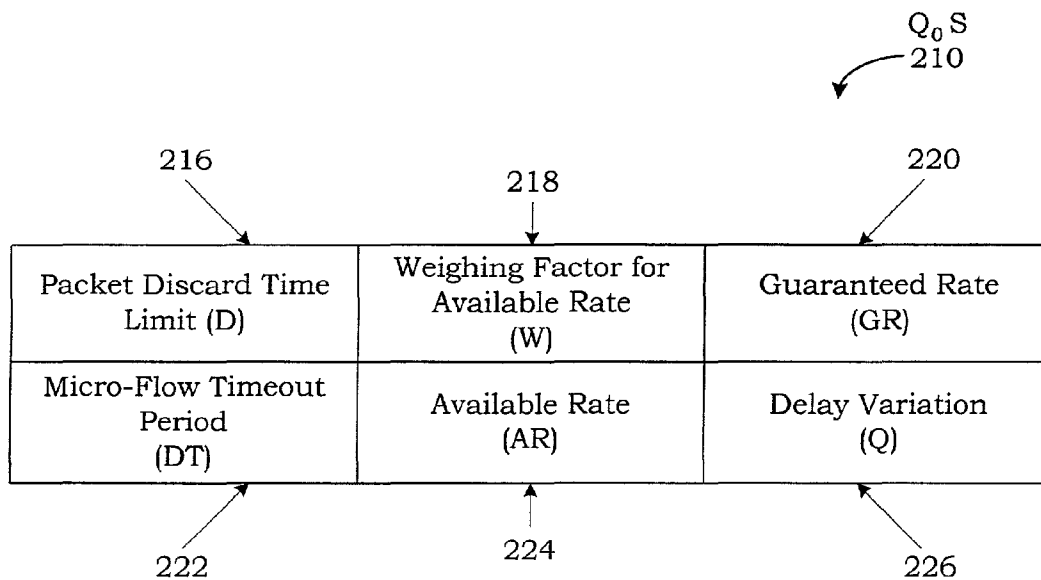 Q₀ S
210
216
218
220
Packet Discard Time
Limit (D)
Weighing Factor for
Available Rate
(W)
Guaranteed Rate
(GR)
Micro-Flow Timeout
Period
(DT)
Available Rate
(AR)
Delay Variation
(Q)
222
224
226